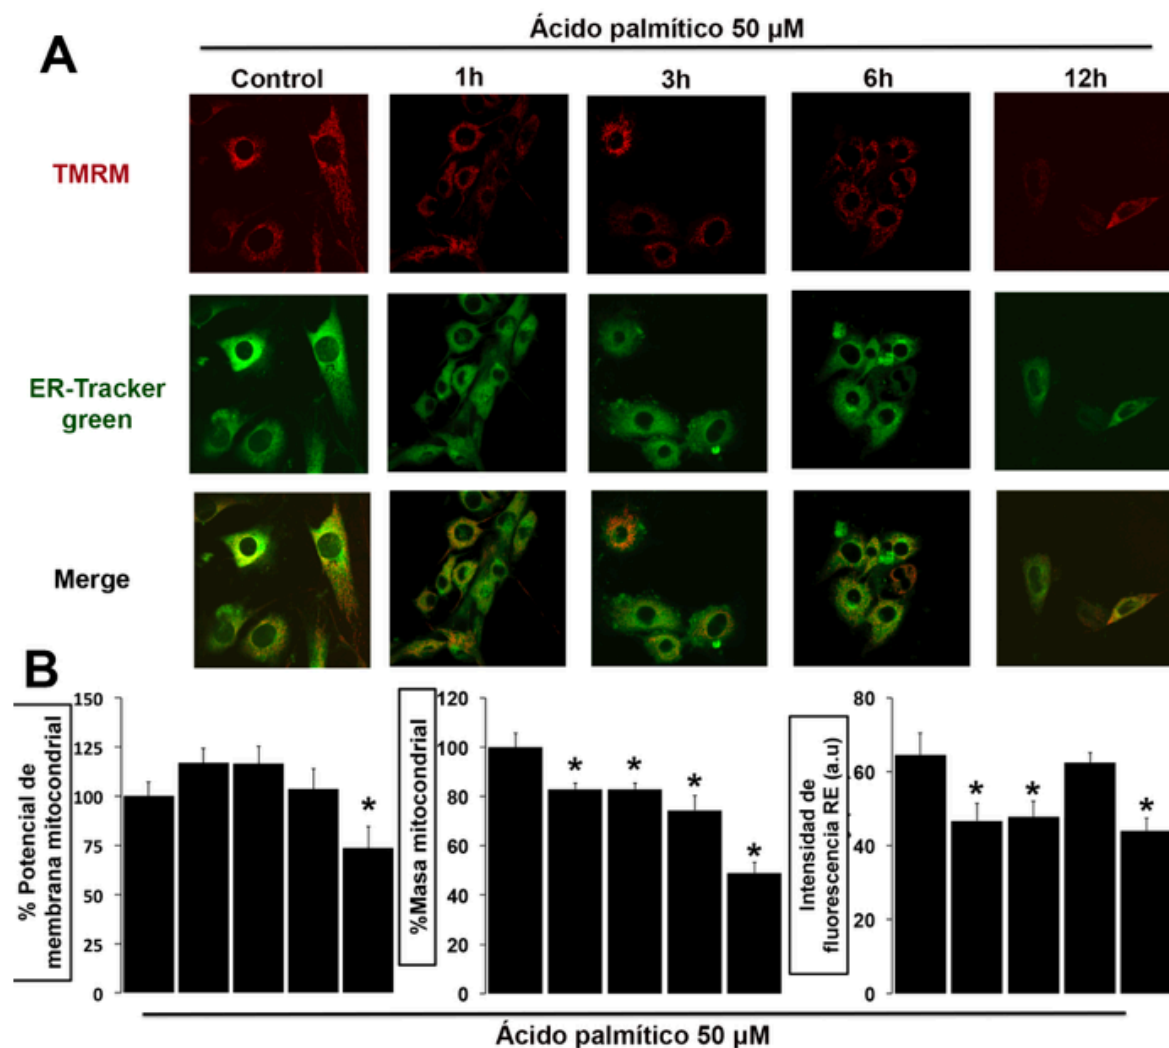 A
Ácido palmítico 50 µM
Control 1h 3h 6h 12h
TMRM
ER-Tracker
green
Merge
B
% Potencial de
membrana mitocondrial
150
125
100
75
50
25
0
*
%Masa mitocondrial
120
100
80
60
40
20
0
* * * *
Intensidad de
fluorescencia RE (a.u)
80
60
40
20
0
* * *
Ácido palmítico 50 µM